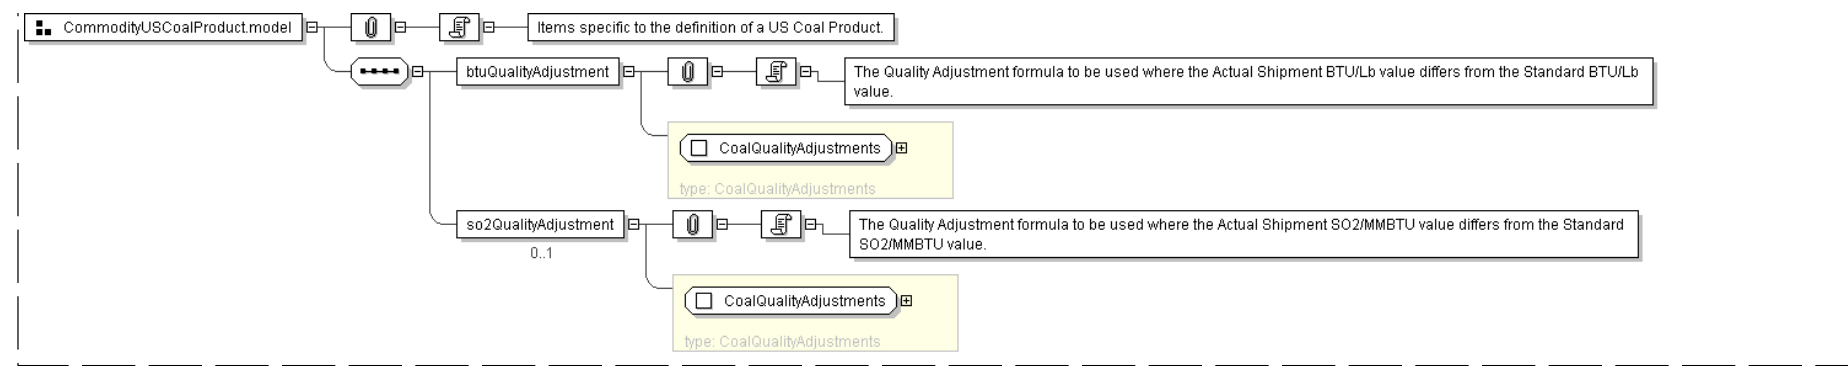 CommodityUSCoalProduct.model
Items specific to the definition of a US Coal Product.
btuQualityAdjustment
The Quality Adjustment formula to be used where the Actual Shipment BTU/Lb value differs from the Standard BTU/Lb
value.
CoalQualityAdjustments
type: CoalQualityAdjustments
so2QualityAdjustment
0..1
The Quality Adjustment formula to be used where the Actual Shipment SO2/MMBTU value differs from the Standard
SO2/MMBTU value.
CoalQualityAdjustments
type: CoalQualityAdjustments